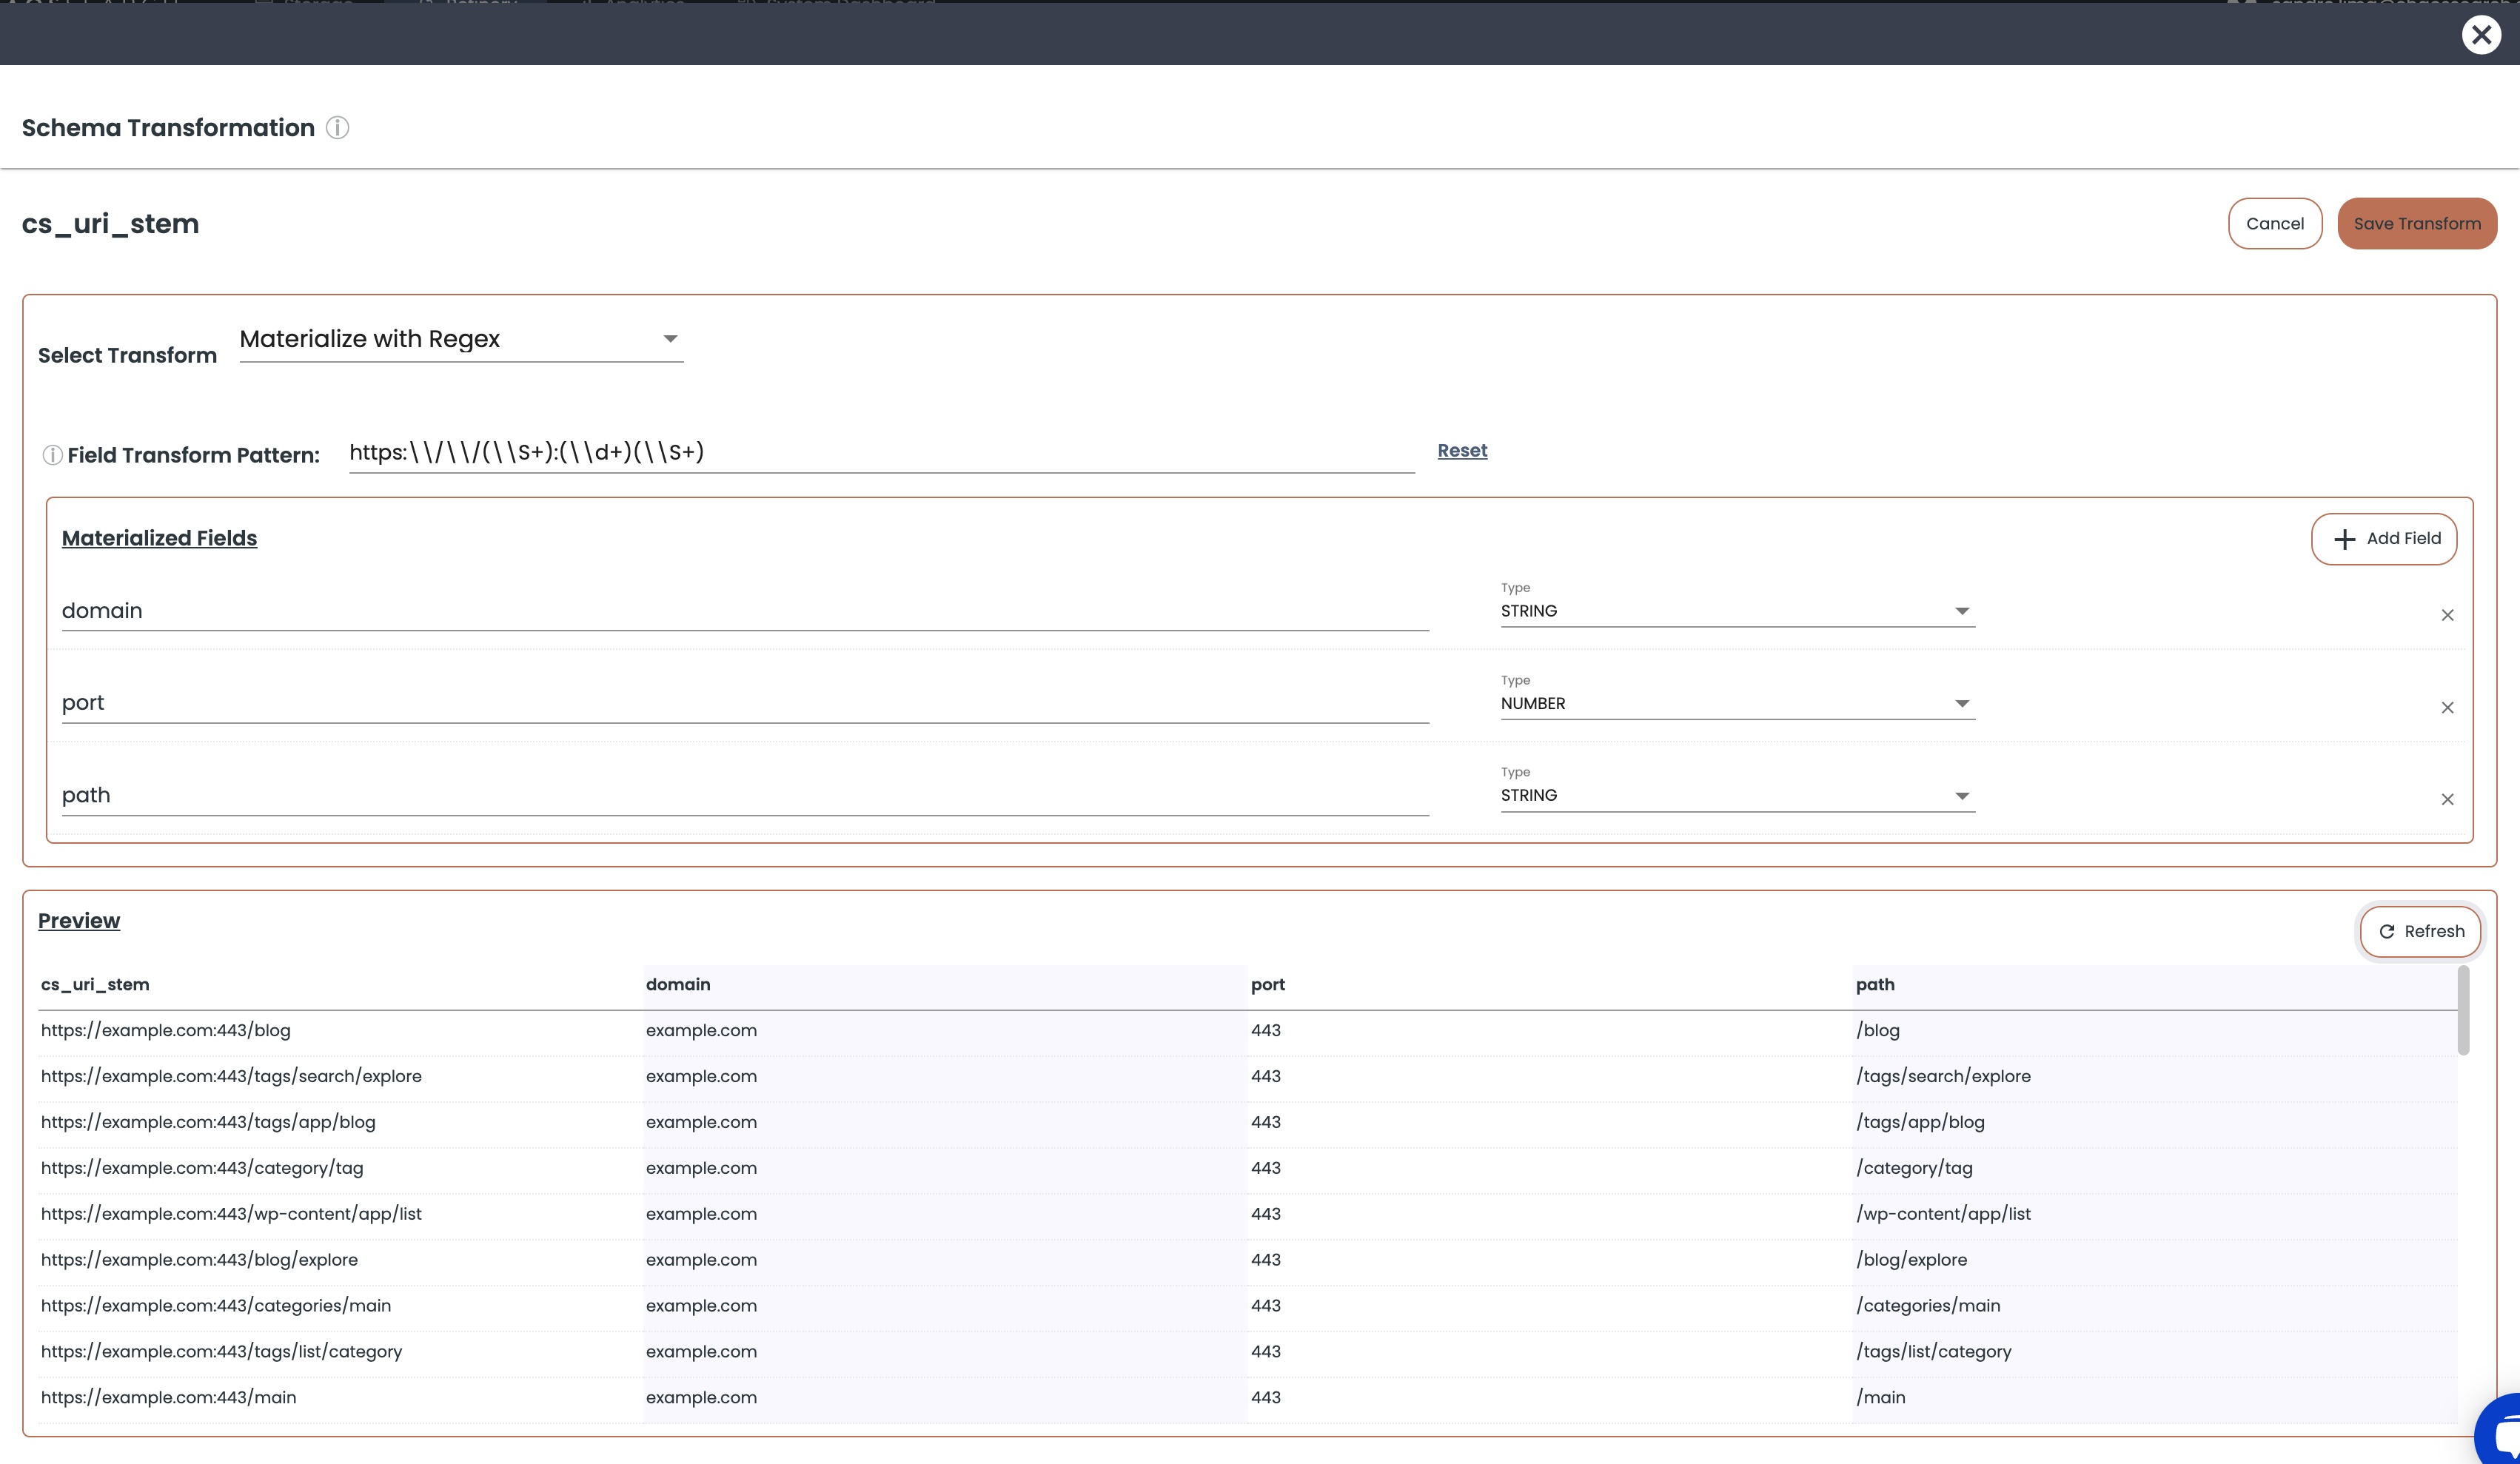 Schema Transformation
cs_uri_stem
Cancel
Save Transform
Select Transform
Materialize with Regex
Field Transform Pattern:
https:\\/\\/(\\S+):(\\d+)(\\S+)
Reset
Materialized Fields
Add Field
domain
Type
STRING
port
Type
NUMBER
path
Type
STRING
Preview
Refresh
cs_uri_stem domain port path
https://example.com:443/blog example.com 443 /blog
https://example.com:443/tags/search/explore example.com 443 /tags/search/explore
https://example.com:443/tags/app/blog example.com 443 /tags/app/blog
https://example.com:443/category/tag example.com 443 /category/tag
https://example.com:443/wp-content/app/list example.com 443 /wp-content/app/list
https://example.com:443/blog/explore example.com 443 /blog/explore
https://example.com:443/categories/main example.com 443 /categories/main
https://example.com:443/tags/list/category example.com 443 /tags/list/category
https://example.com:443/main example.com 443 /main